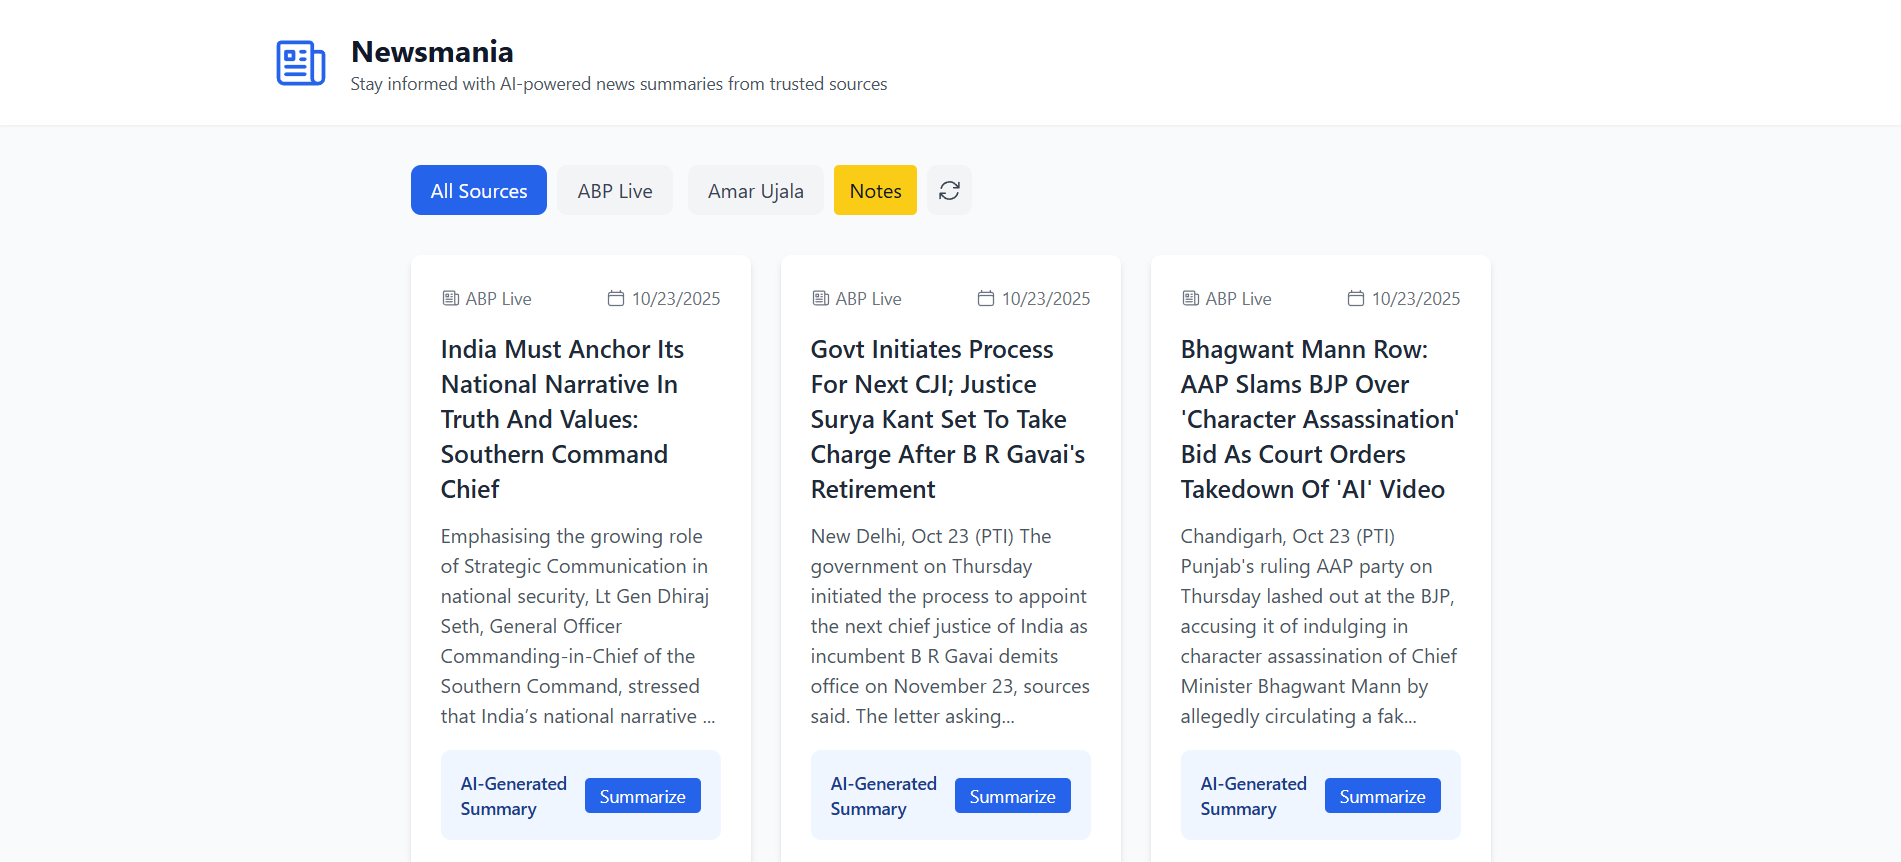 Newsmania
Stay informed with AI-powered news summaries from trusted sources
All Sources
ABP Live
Amar Ujala
Notes
ABP Live
10/23/2025
India Must Anchor Its
National Narrative In
Truth And Values:
Southern Command
Chief
Emphasising the growing role
of Strategic Communication in
national security, Lt Gen Dhiraj
Seth, General Officer
Commanding-in-Chief of the
Southern Command, stressed
that India’s national narrative ...
AI-Generated
Summary
Summarize
ABP Live
10/23/2025
Govt Initiates Process
For Next CJI; Justice
Surya Kant Set To Take
Charge After B R Gavai's
Retirement
New Delhi, Oct 23 (PTI) The
government on Thursday
initiated the process to appoint
the next chief justice of India as
incumbent B R Gavai demits
office on November 23, sources
said. The letter asking...
AI-Generated
Summary
Summarize
ABP Live
10/23/2025
Bhagwant Mann Row:
AAP Slams BJP Over
'Character Assassination'
Bid As Court Orders
Takedown Of 'AI' Video
Chandigarh, Oct 23 (PTI)
Punjab's ruling AAP party on
Thursday lashed out at the BJP,
accusing it of indulging in
character assassination of Chief
Minister Bhagwant Mann by
allegedly circulating a fak...
AI-Generated
Summary
Summarize